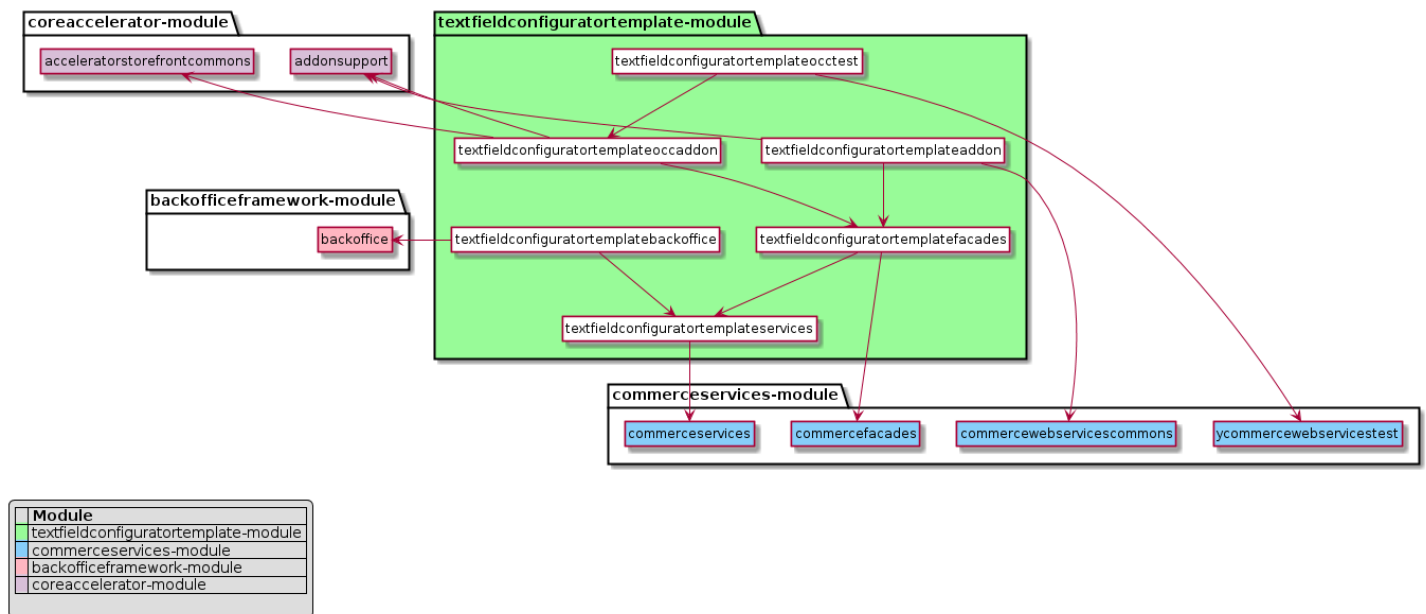 coreaccelerator-module
acceleratorstorefrontcommons
addonsupport
textfieldconfiguratortemplate-module
textfieldconfiguratortemplateocctest
textfieldconfiguratortemplateoccaddon
textfieldconfiguratortemplateaddon
backofficeframework-module
backoffice
textfieldconfiguratortemplatebackoffice
textfieldconfiguratortemplatefacades
textfieldconfiguratortemplateservices
commerceservices-module
commerceservices
commercefacades
commercewebservicescommons
ycommercewebservicestest
Module
textfieldconfiguratortemplate-module
commerceservices-module
backofficeframework-module
coreaccelerator-module